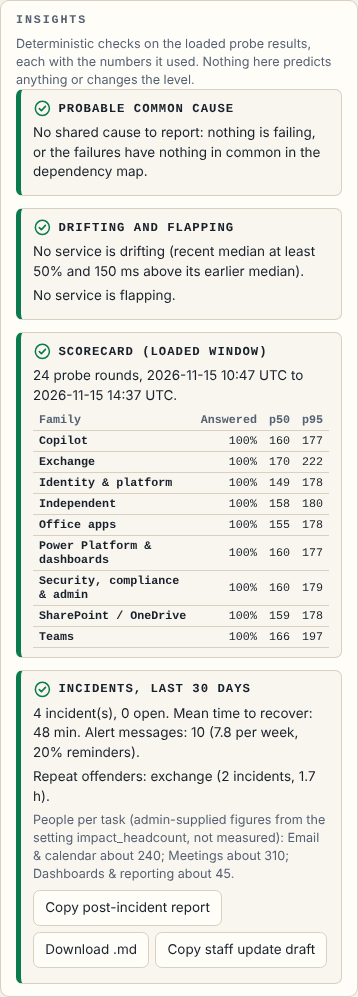 INSIGHTS
Deterministic checks on the loaded probe results,
each with the numbers it used. Nothing here predicts
anything or changes the level.
PROBABLE COMMON CAUSE
No shared cause to report: nothing is failing,
or the failures have nothing in common in the
dependency map.
DRIFTING AND FLAPPING
No service is drifting (recent median at least
50% and 150 ms above its earlier median).
No service is flapping.
SCORECARD (LOADED WINDOW)
24 probe rounds, 2026-11-15 10:47 UTC to
2026-11-15 14:37 UTC.
Family Answered p50 p95
Copilot 100% 160 177
Exchange 100% 170 222
Identity & platform 100% 149 178
Independent 100% 158 180
Office apps 100% 155 178
Power Platform &
dashboards 100% 160 177
Security, compliance
& admin 100% 160 179
SharePoint / OneDrive 100% 159 178
Teams 100% 166 197
INCIDENTS, LAST 30 DAYS
4 incident(s), 0 open. Mean time to recover:
48 min. Alert messages: 10 (7.8 per week,
20% reminders).
Repeat offenders: exchange (2 incidents, 1.7
h).
People per task (admin-supplied figures from the
setting impact_headcount, not measured): Email
& calendar about 240; Meetings about 310;
Dashboards & reporting about 45.
Copy post-incident report
Download .md Copy staff update draft